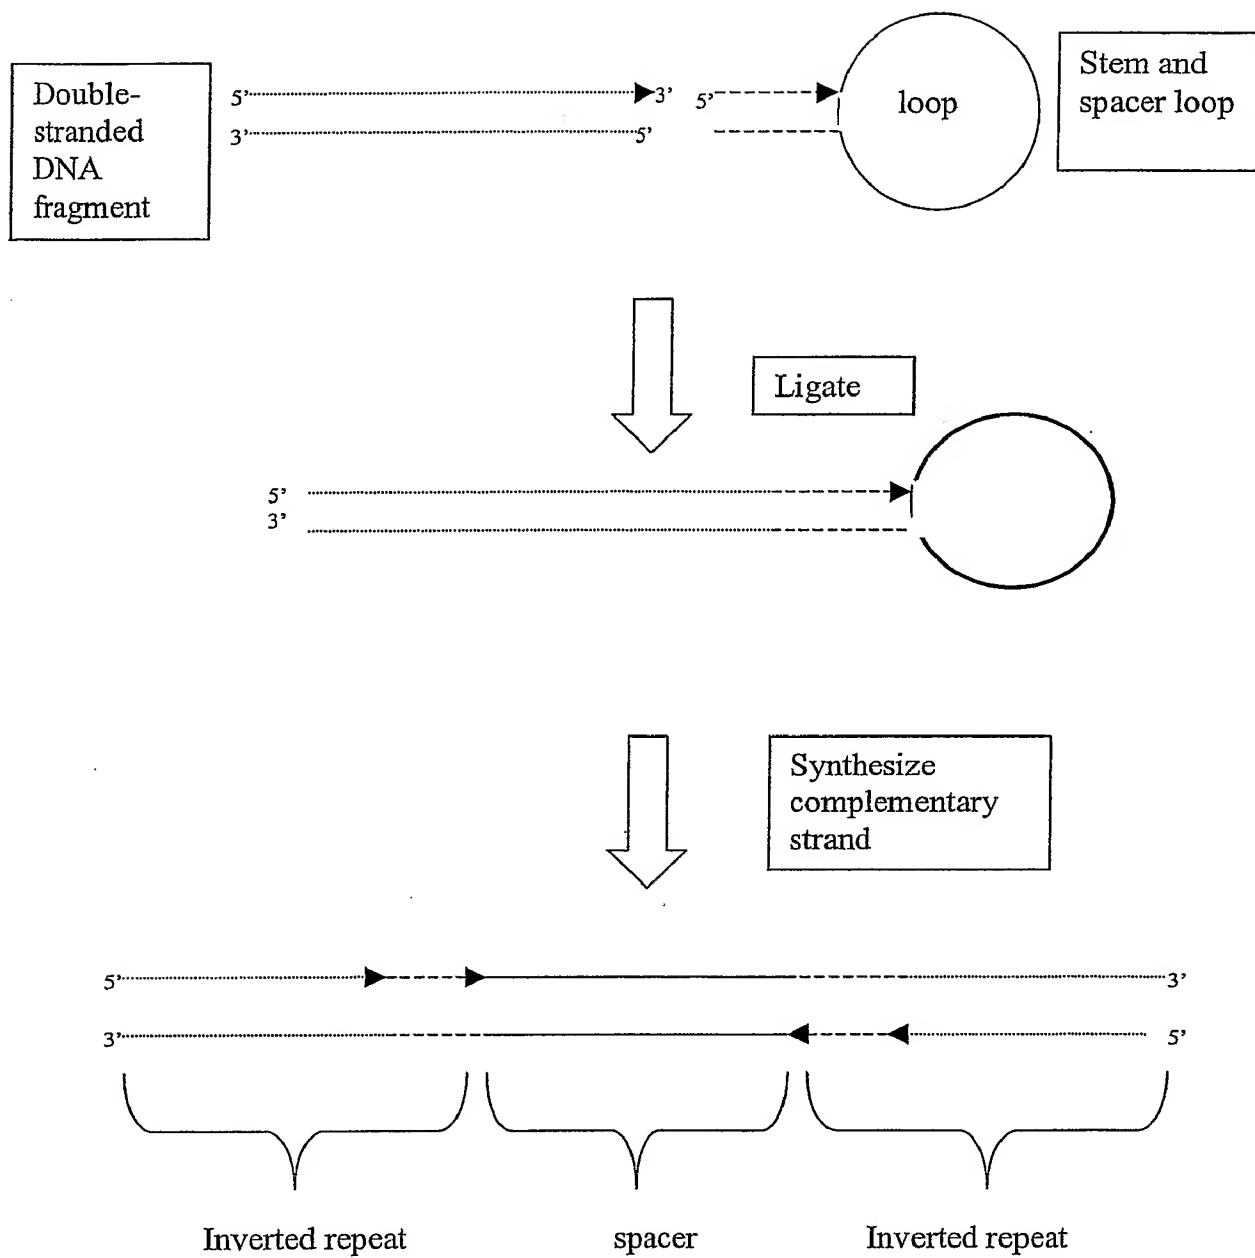 Double-
stranded
DNA
fragment
5’ 3’ 5’
3’ 5’
loop
Stem and
spacer loop
Ligate
5’
3’
Synthesize
complementary
strand
5’ 3’
3’ 5’
Inverted repeat spacer Inverted repeat